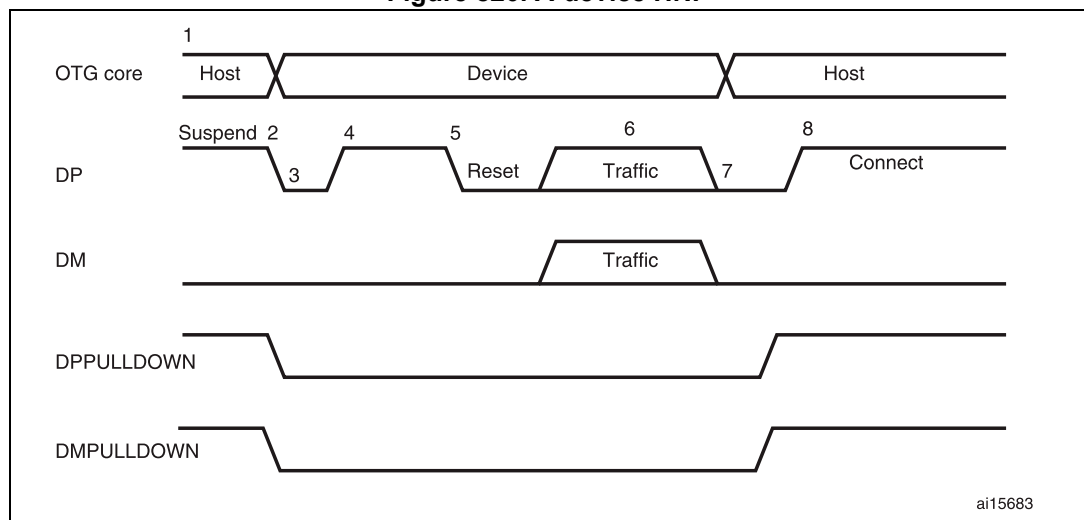 1
OTG core Host Device Host
Suspend 2 4 5 6 8
DP 3 Reset Traffic 7 Connect
DM Traffic
DPPULLDOWN
DMPULLDOWN
ai15683